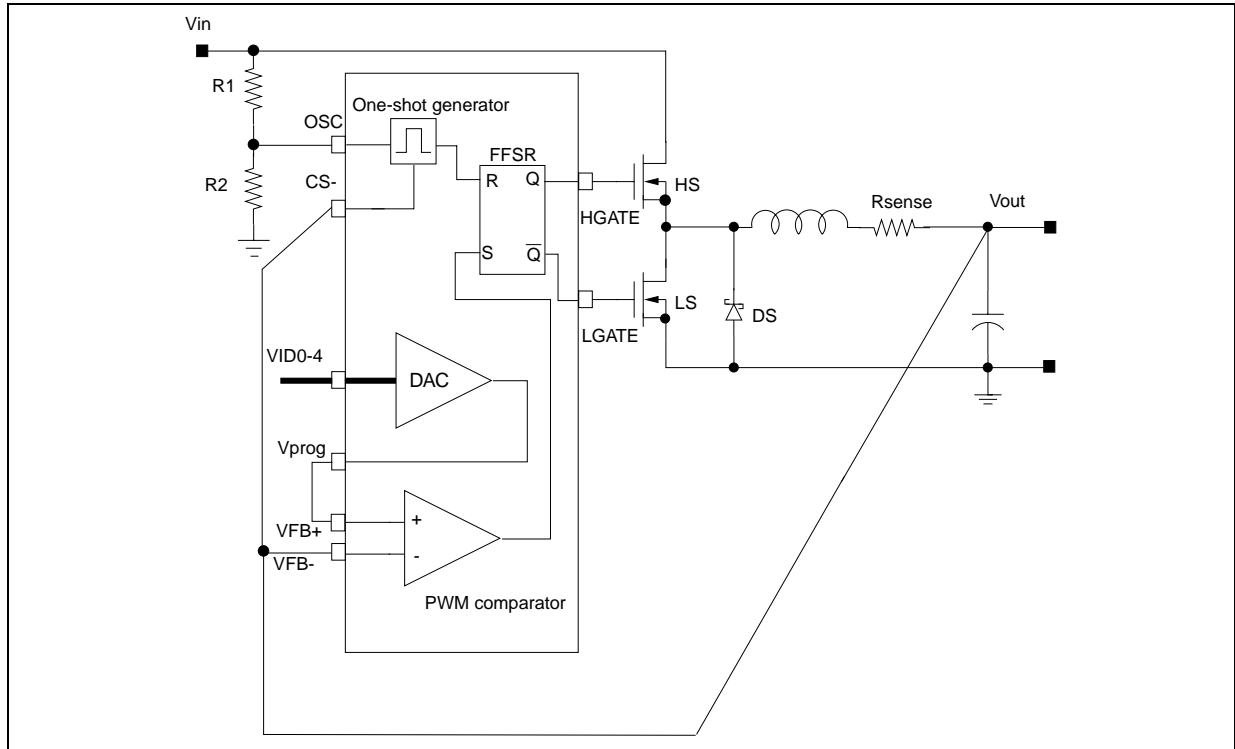 Vin
R1
One-shot generator
OSC
FFSR
R
Q
HS
R2
CS-
HGATE
Rsense
Vout
S
Q
LS
DS
LGATE
VID0-4
DAC
Vprog
+
VFB+
-
VFB-
PWM comparator